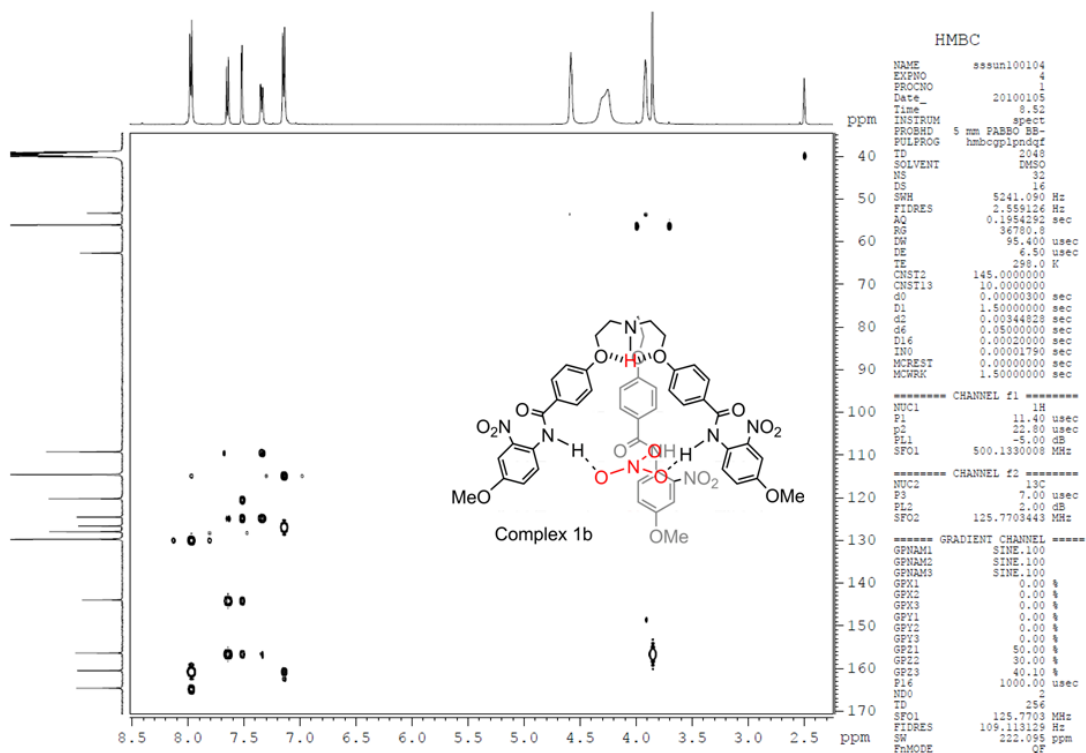 HMBC
NAME sssun100104
EXPNO 4
PROCNO 1
Date_ 20100105
Time 8.52
INSTRUM spect
PROBHD 5 mm PABBO BB-
PULPROG hmbcgplpndqf
TD 2048
SOLVENT DMSO
NS 32
DS 16
SWH 5241.090 Hz
FIDRES 2.559126 Hz
AQ 0.1954292 sec
RG 36780.8
DW 95.400 usec
DE 6.50 usec
TE 298.0 K
CNST2 145.0000000
CNST13 10.0000000
d0 0.00000300 sec
D1 1.50000000 sec
d2 0.00344828 sec
d6 0.05000000 sec
D16 0.00020000 sec
IN0 0.00001790 sec
MCREST 0.00000000 sec
MCWRK 1.50000000 sec
======== CHANNEL f1 ========
NUC1 1H
P1 11.40 usec
p2 22.80 usec
PL1 -5.00 dB
SFO1 500.1330008 MHz
======== CHANNEL f2 ========
NUC2 13C
P3 7.00 usec
PL2 2.00 dB
SFO2 125.7703443 MHz
====== GRADIENT CHANNEL =====
GPNAM1 SINE.100
GPNAM2 SINE.100
GPNAM3 SINE.100
GPX1 0.00 %
GPX2 0.00 %
GPX3 0.00 %
GPY1 0.00 %
GPY2 0.00 %
GPY3 0.00 %
GPZ1 50.00 %
GPZ2 30.00 %
GPZ3 40.10 %
P16 1000.00 usec
ND0 2
TD 256
SFO1 125.7703 MHz
FIDRES 109.113129 Hz
SW 222.095 ppm
FnMODE QF
ppm
40
50
60
70
80
90
100
110
120
130
140
150
160
170
N
H
O O O
O O
NO2 N H H N NO2
O NH
O N O
NO2
MeO OMe
OMe
Complex 1b
8.5 8.0 7.5 7.0 6.5 6.0 5.5 5.0 4.5 4.0 3.5 3.0 2.5 ppm